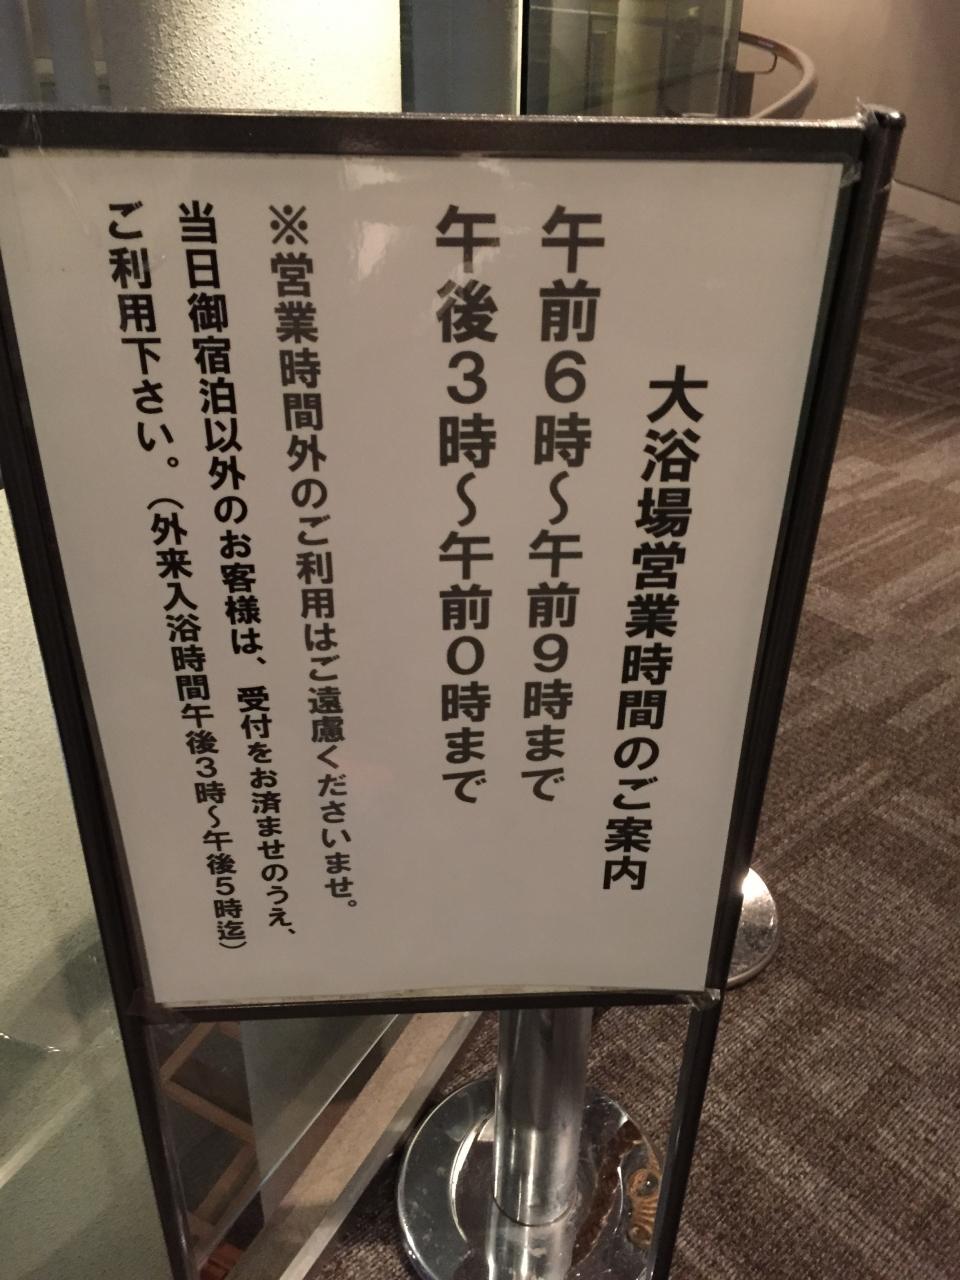 大浴場営業時間のご案内
午前6時〜午前9時まで
午後3時〜午前0時まで
※営業時間外のご利用はご遠慮くださいませ。
当日御宿泊以外のお客様は、受付をお済ませのうえ、
ご利用下さい。（外来入浴時間午後3時〜午後5時迄）